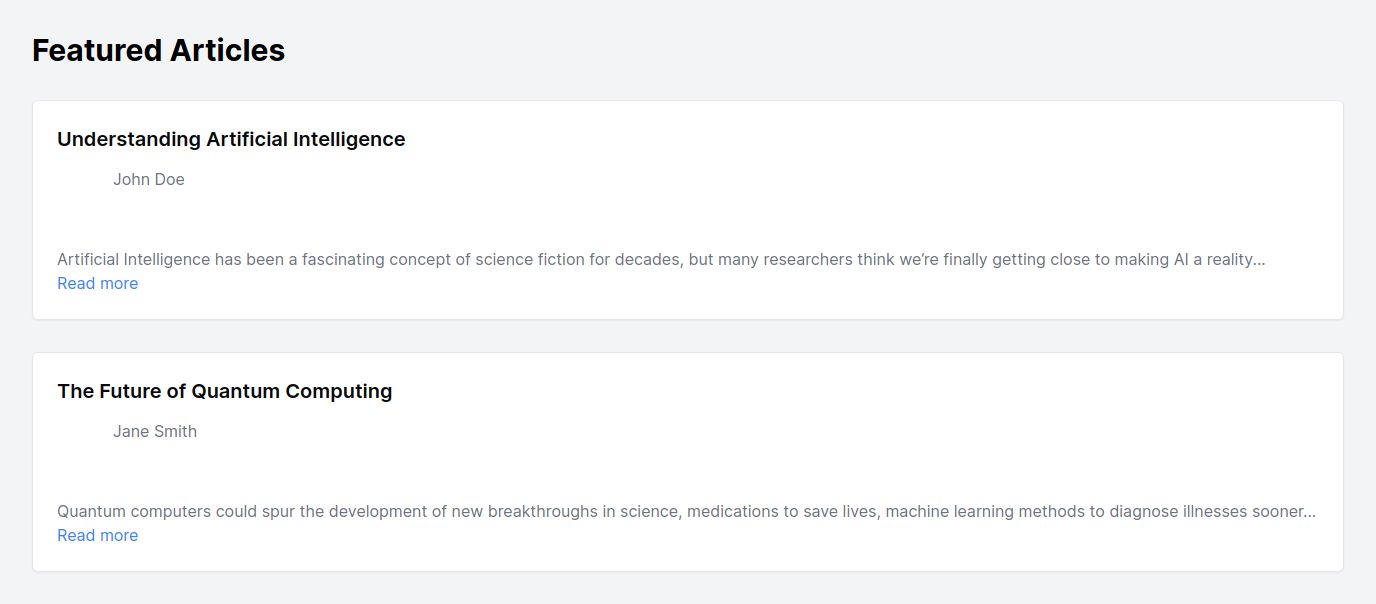 Featured Articles
Understanding Artificial Intelligence
John Doe
Artificial Intelligence has been a fascinating concept of science fiction for decades, but many researchers think we’re finally getting close to making AI a reality...
Read more
The Future of Quantum Computing
Jane Smith
Quantum computers could spur the development of new breakthroughs in science, medications to save lives, machine learning methods to diagnose illnesses sooner...
Read more